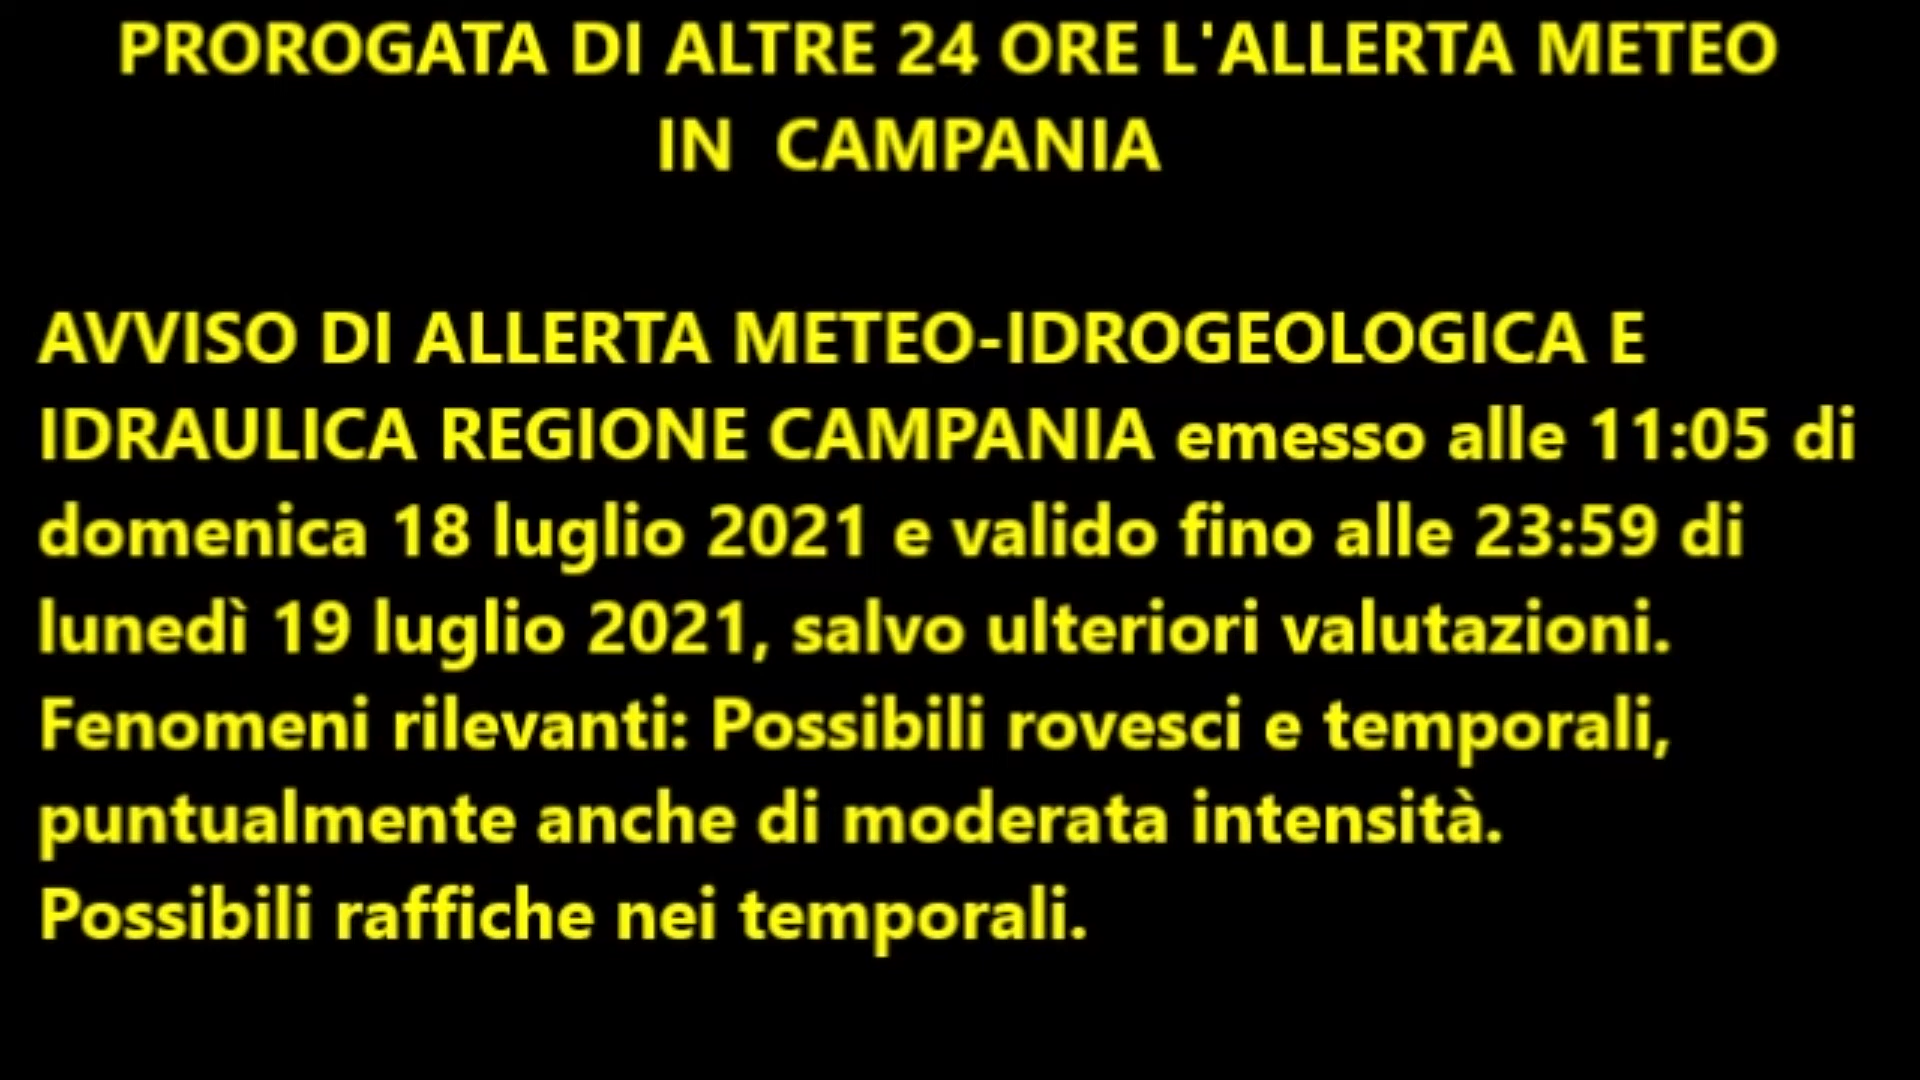 PROROGATA DI ALTRE 24 ORE L'ALLERTA METEO
IN CAMPANIA
AVVISO DI ALLERTA METEO-IDROGEOLOGICA E
IDRAULICA REGIONE CAMPANIA emesso alle 11:05 di
domenica 18 luglio 2021 e valido fino alle 23:59 di
lunedì 19 luglio 2021, salvo ulteriori valutazioni.
Fenomeni rilevanti: Possibili rovesci e temporali,
puntualmente anche di moderata intensità.
Possibili raffiche nei temporali.